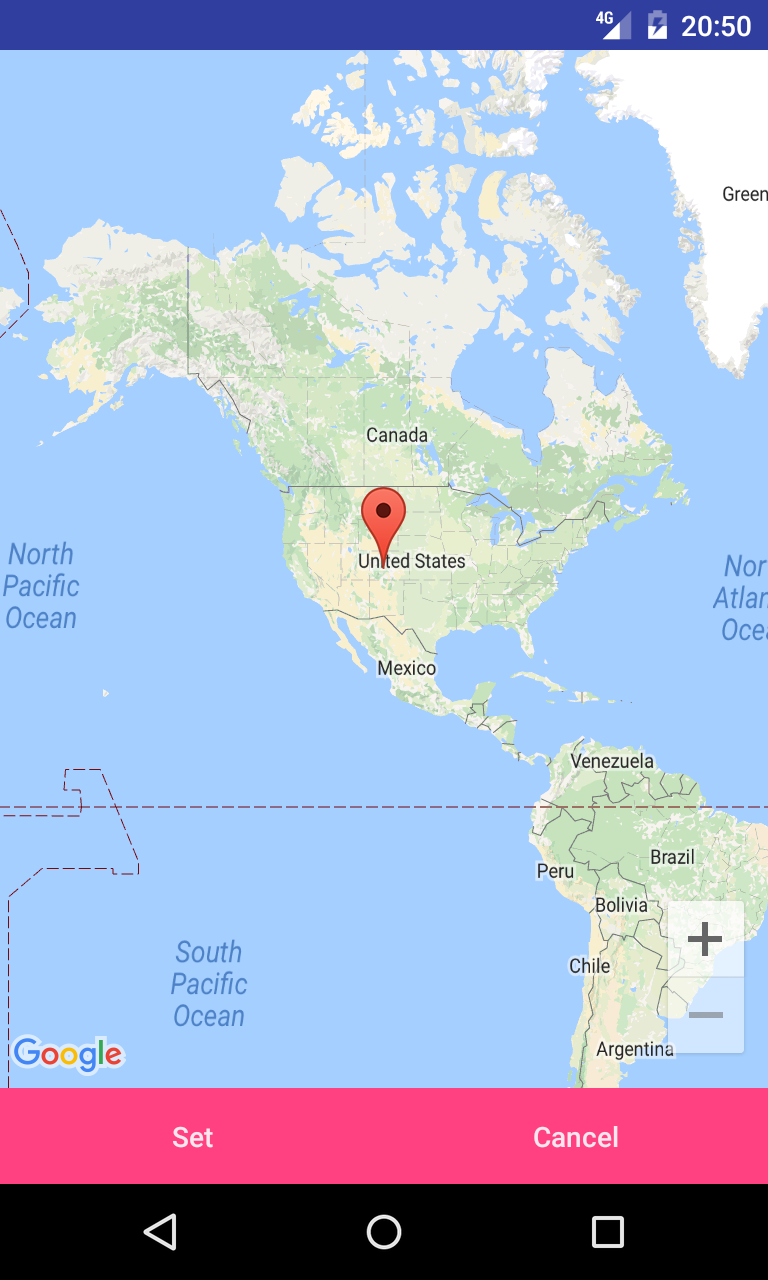 4G 20:50
Green
Canada
United States
North
Pacific
Ocean
Nor
Atlan
Ocea
Mexico
Venezuela
Brazil
Peru
Bolivia
Chile
South
Pacific
Ocean
Argentina
Google
Set Cancel